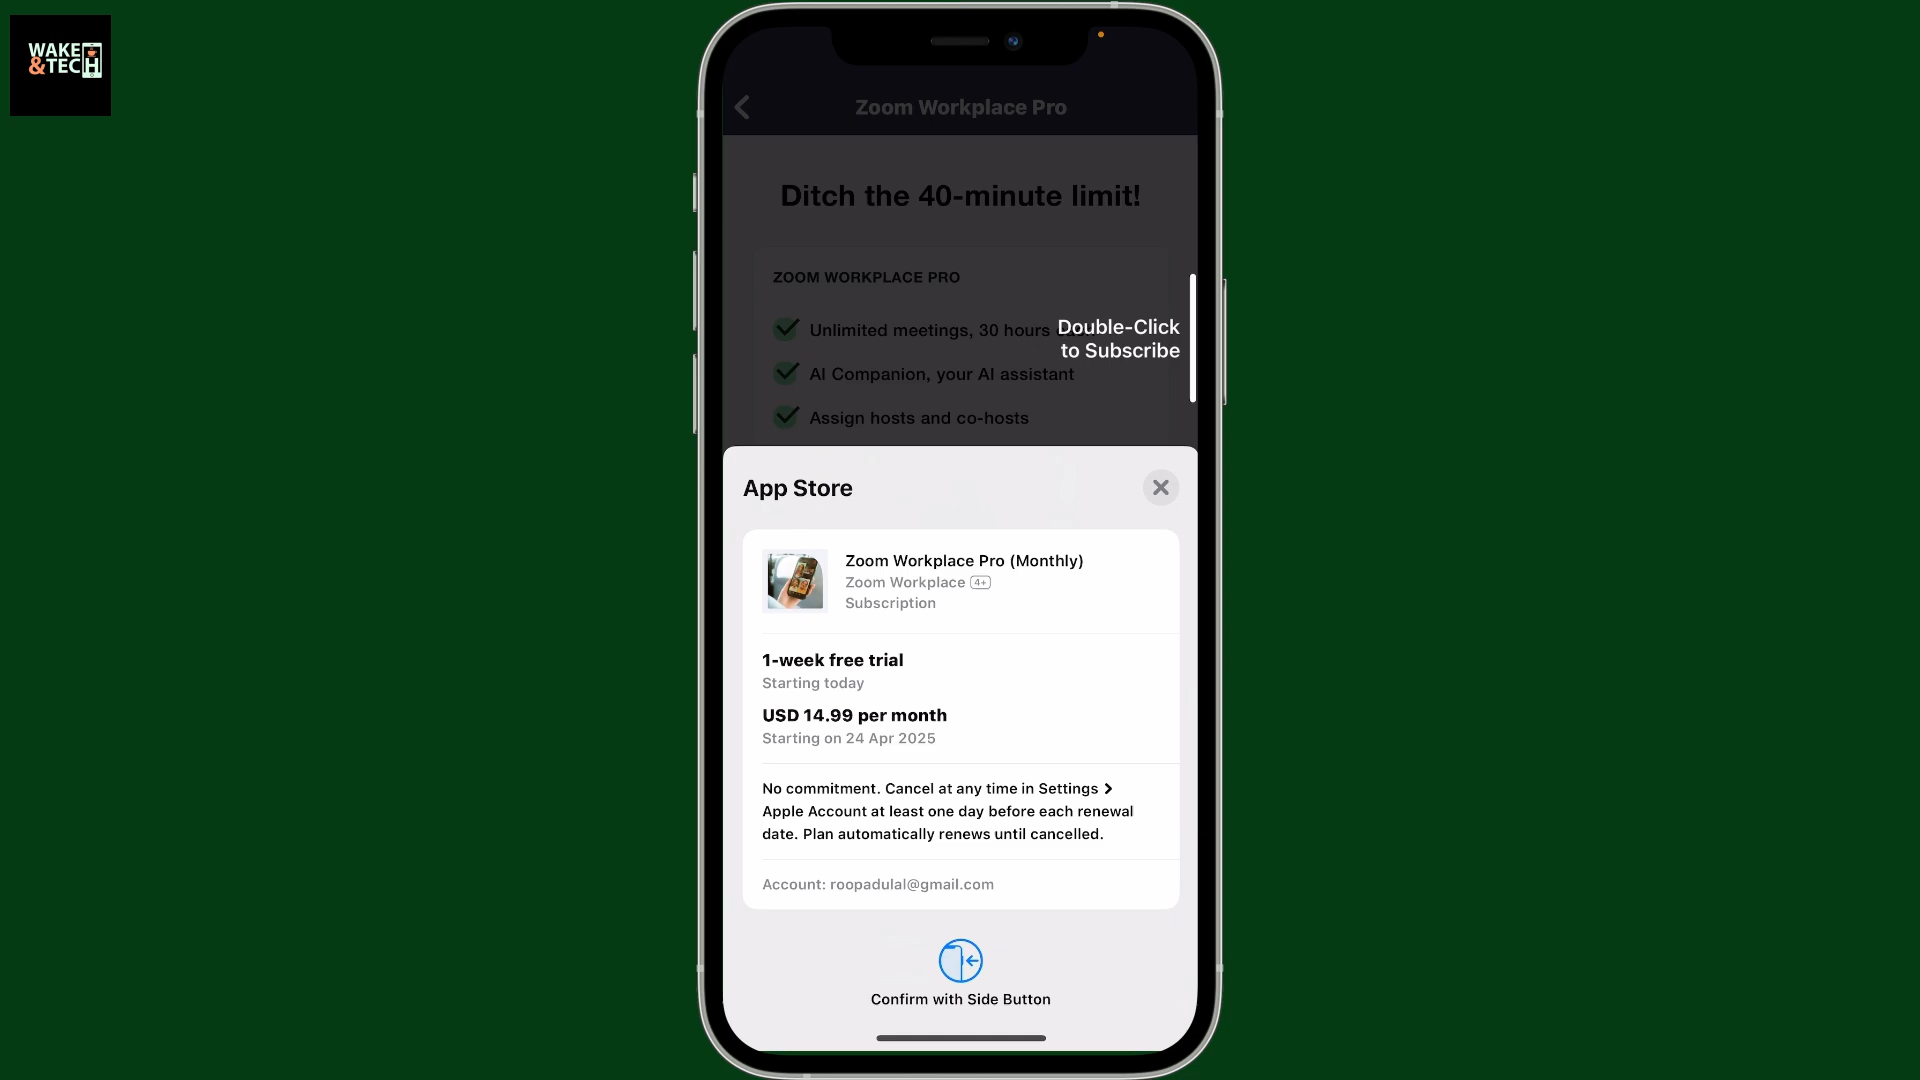 WAKE
&TECH
Zoom Workplace Pro
Ditch the 40-minute limit!
ZOOM WORKPLACE PRO
Unlimited meetings, 30 hours
Double-Click
to Subscribe
AI Companion, your AI assistant
Assign hosts and co-hosts
App Store
Zoom Workplace Pro (Monthly)
Zoom Workplace 4+
Subscription
1-week free trial
Starting today
USD 14.99 per month
Starting on 24 Apr 2025
No commitment. Cancel at any time in Settings >
Apple Account at least one day before each renewal
date. Plan automatically renews until cancelled.
Account: roopadulal@gmail.com
Confirm with Side Button